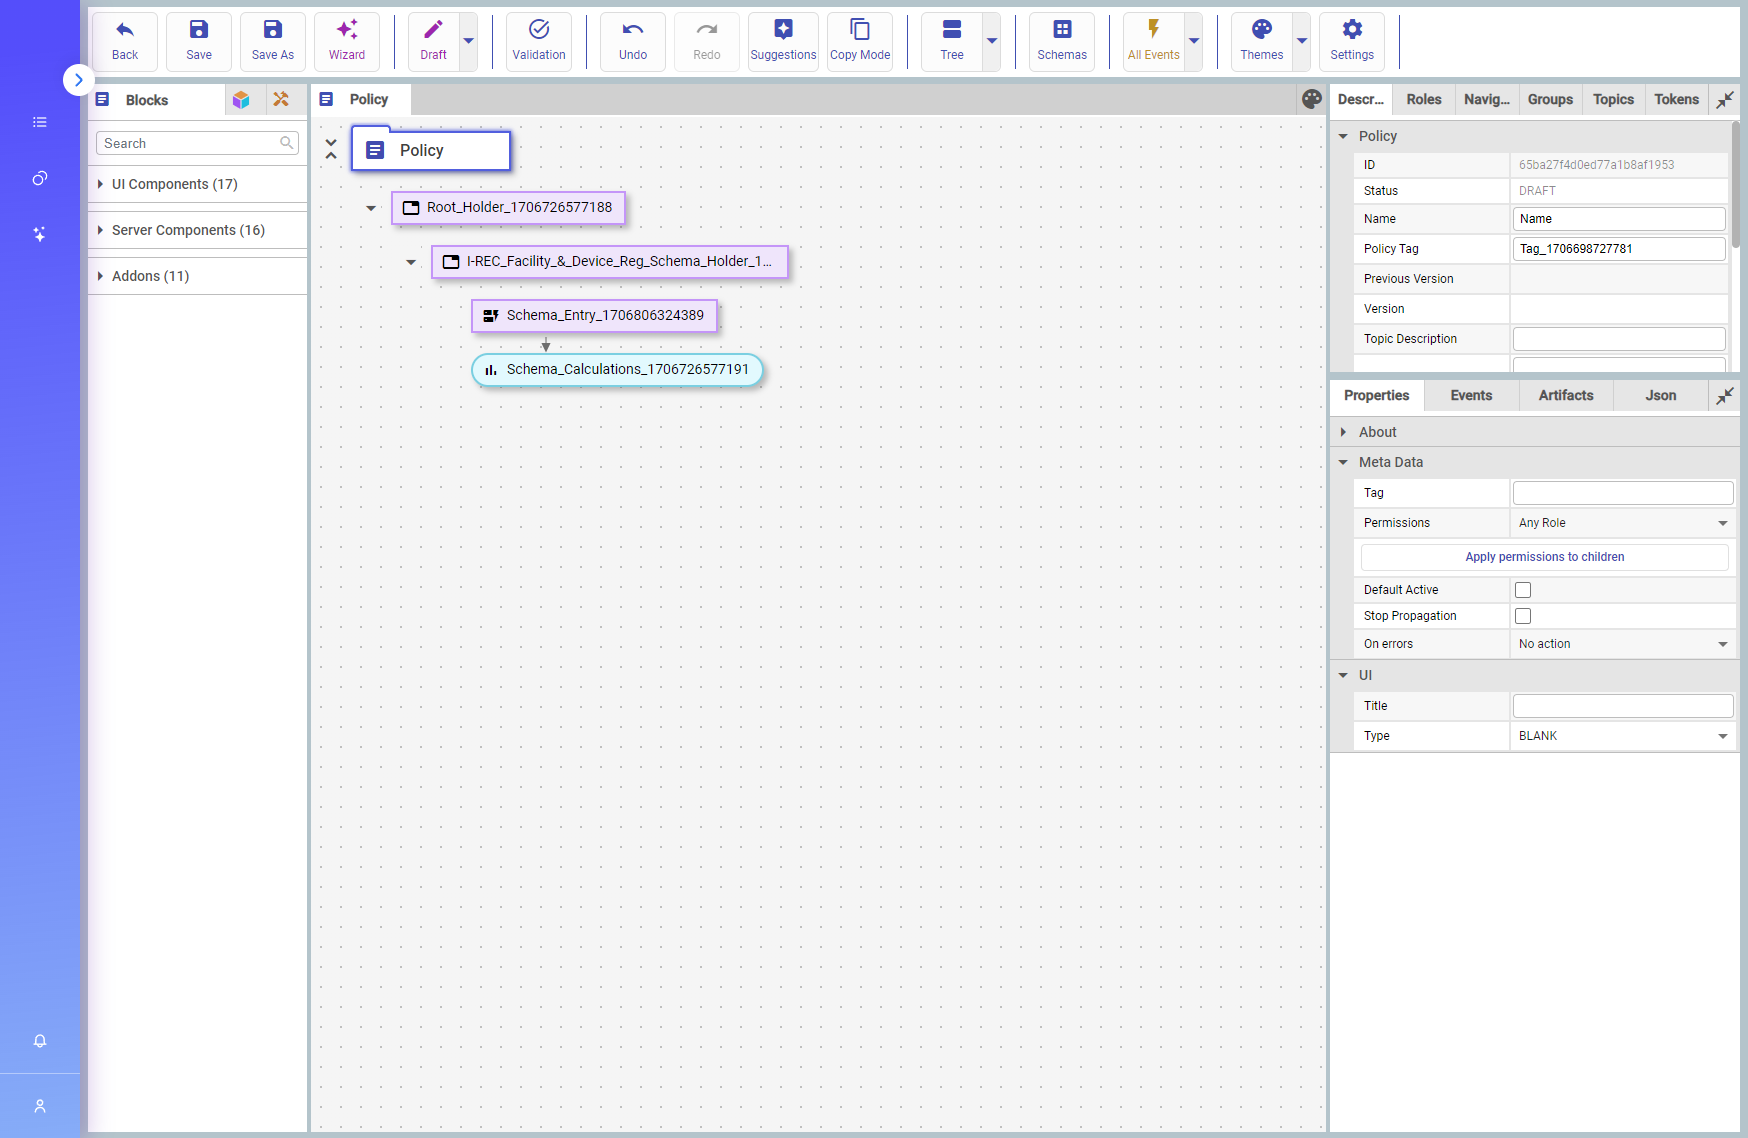 Back
Save
Save As
Wizard
Draft
Validation
Undo
Redo
Suggestions
Copy Mode
Tree
Schemas
All Events
Themes
Settings
Blocks
Search
UI Components (17)
Server Components (16)
Addons (11)
Policy
Policy
Root_Holder_1706726577188
I-REC_Facility_&_Device_Reg_Schema_Holder_1...
Schema_Entry_1706806324389
Schema_Calculations_1706726577191
Descr...
Roles
Navig...
Groups
Topics
Tokens
Policy
ID 65ba27f4d0ed77a1b8af1953
Status DRAFT
Name Name
Policy Tag Tag_1706698727781
Previous Version
Version
Topic Description
Properties
Events
Artifacts
Json
About
Meta Data
Tag
Permissions Any Role
Apply permissions to children
Default Active
Stop Propagation
On errors No action
UI
Title
Type BLANK